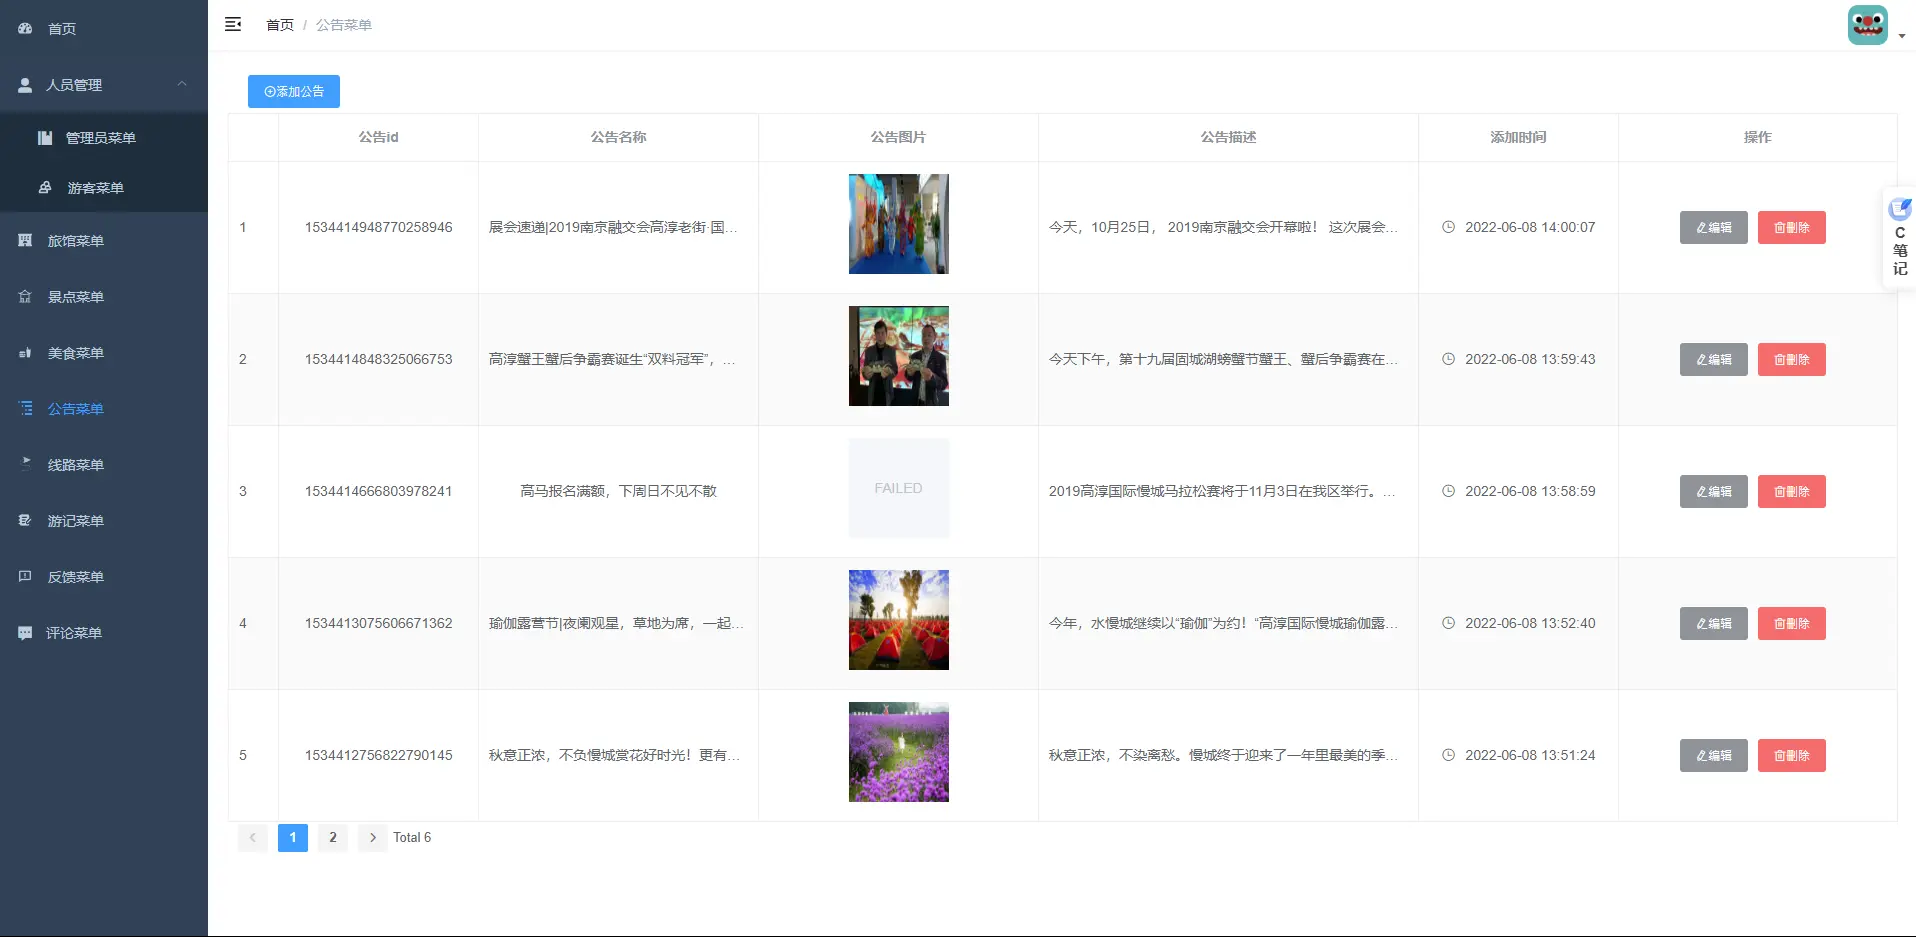 首页
人员管理
管理员菜单
游客菜单
旅馆菜单
景点菜单
美食菜单
公告菜单
线路菜单
游记菜单
反馈菜单
评论菜单
首页 / 公告菜单
添加公告
公告id 公告名称 公告图片 公告描述 添加时间 操作
1 1534414948770258946 展会速递|2019南京融交会高淳老街·国... 今天，10月25日， 2019南京融交会开幕啦！ 这次展会... 2022-06-08 14:00:07 编辑 删除
2 1534414848325066753 高淳蟹王蟹后争霸赛诞生“双料冠军”，... 今天下午，第十九届固城湖螃蟹节蟹王、蟹后争霸赛在... 2022-06-08 13:59:43 编辑 删除
3 1534414666803978241 高马报名满额，下周日不见不散 FAILED 2019高淳国际慢城马拉松赛将于11月3日在我区举行。... 2022-06-08 13:58:59 编辑 删除
4 1534413075606671362 瑜伽露营节|夜阑观星，草地为席，一起... 今年，水慢城继续以“瑜伽”为约！“高淳国际慢城瑜伽露... 2022-06-08 13:52:40 编辑 删除
5 1534412756822790145 秋意正浓，不负慢城赏花好时光！更有... 秋意正浓，不染离愁。慢城终于迎来了一年里最美的季... 2022-06-08 13:51:24 编辑 删除
1 2 Total 6
C
笔
记